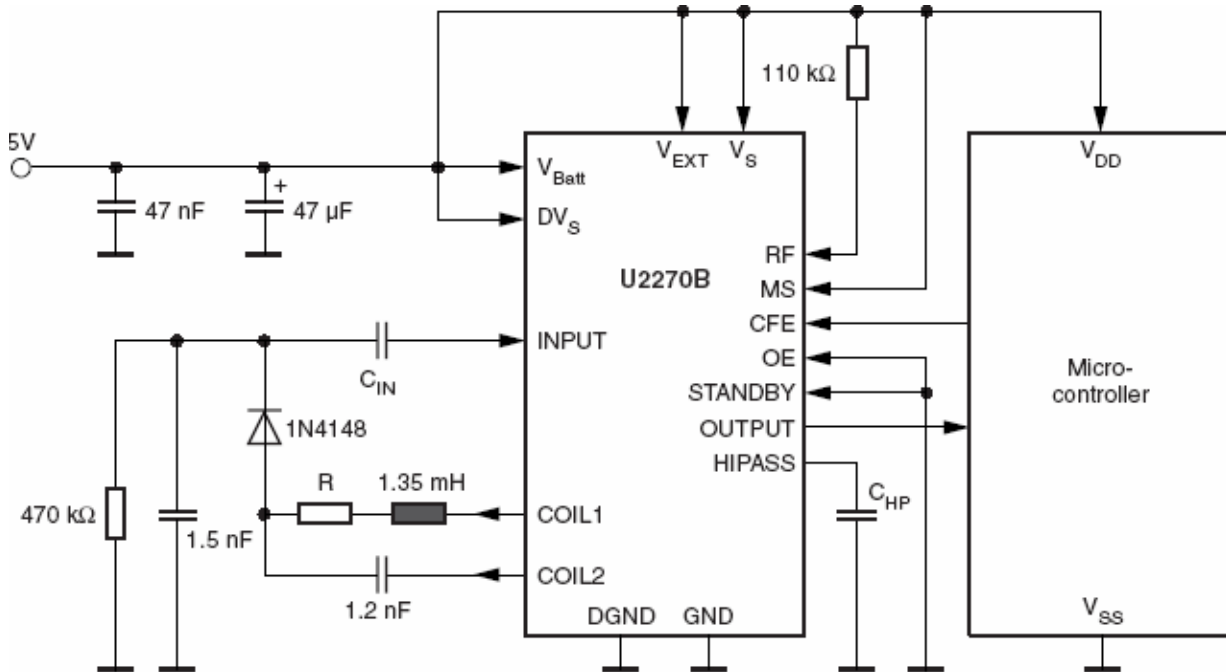 110 kΩ
5V
V_EXT V_S
V_DD
V_Batt
47 nF
+
47 µF
DV_S
RF
U2270B
MS
CFE
INPUT
OE
C_IN
Micro-
controller
STANDBY
1N4148
OUTPUT
HIPASS
R
1.35 mH
C_HP
470 kΩ
1.5 nF
COIL1
COIL2
1.2 nF
DGND GND
V_SS